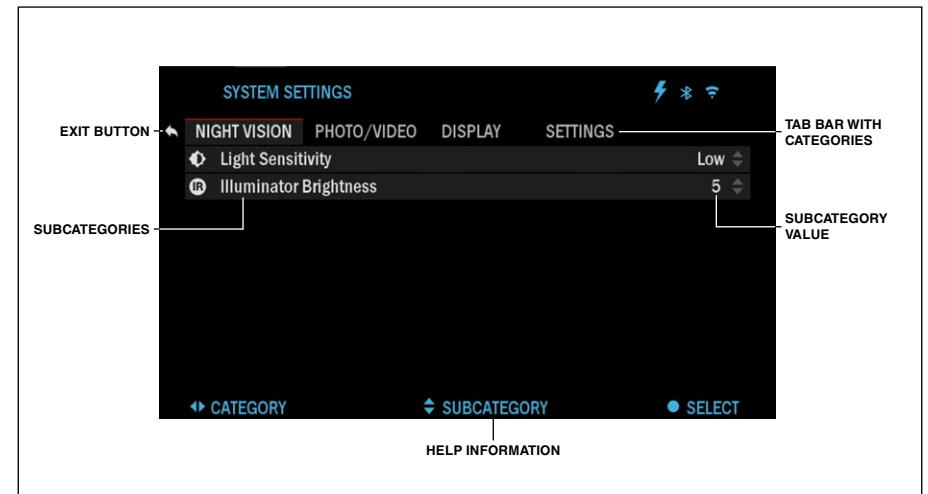 SYSTEM SETTINGS
EXIT BUTTON
NIGHT VISION PHOTO/VIDEO DISPLAY SETTINGS
TAB BAR WITH
CATEGORIES
Light Sensitivity Low
IR Illuminator Brightness 5
SUBCATEGORIES
SUBCATEGORY
VALUE
CATEGORY SUBCATEGORY SELECT
HELP INFORMATION